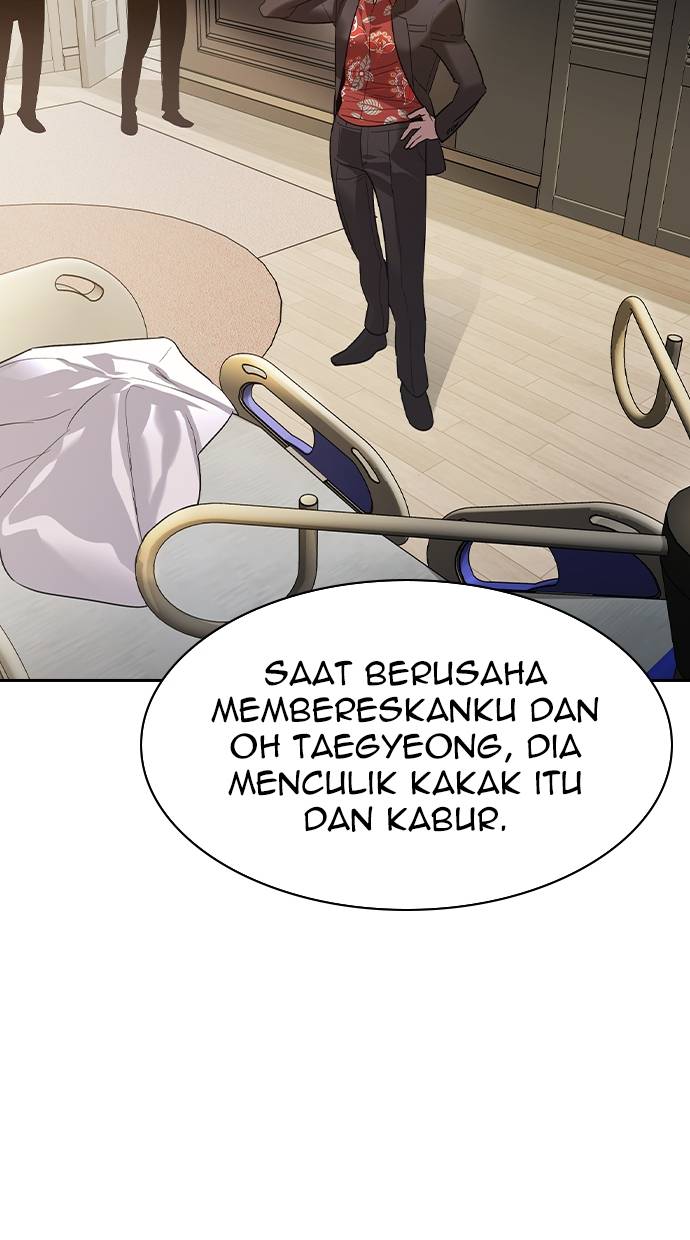 SAAT BERUSAHA
MEMBERESKANKU DAN
OH TAEGYEONG, DIA
MENCULIK KAKAK ITU
DAN KABUR.